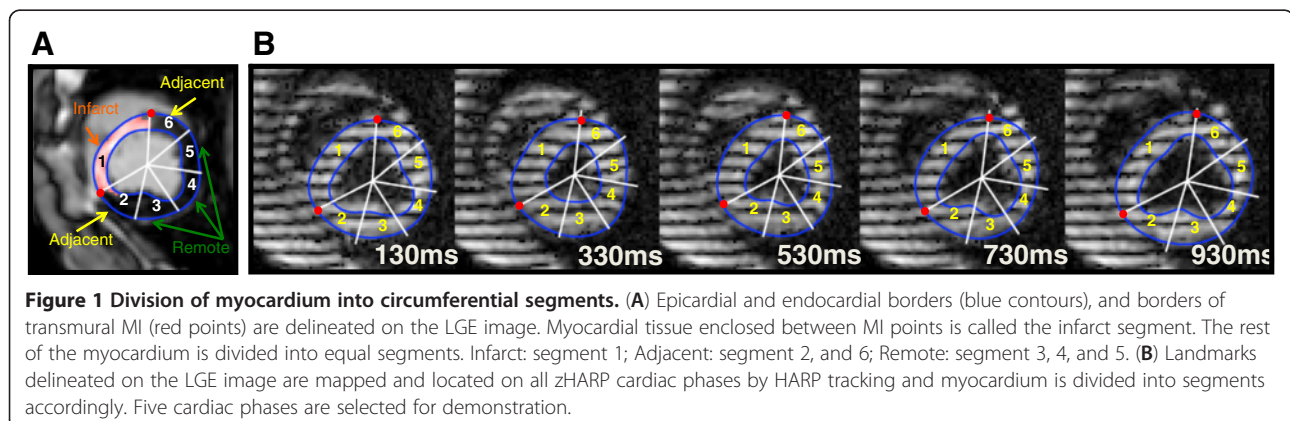 A
B
Adjacent
Infarct
6
5
1
4
2
3
Adjacent
Remote
6
1
5
4
2
3
130ms
6
1
5
4
2
3
330ms
6
1
5
4
2
3
530ms
6
1
5
4
2
3
730ms
6
1
5
4
2
3
930ms
Figure 1 Division of myocardium into circumferential segments. (A) Epicardial and endocardial borders (blue contours), and borders of
transmural MI (red points) are delineated on the LGE image. Myocardial tissue enclosed between MI points is called the infarct segment. The rest
of the myocardium is divided into equal segments. Infarct: segment 1; Adjacent: segment 2, and 6; Remote: segment 3, 4, and 5. (B) Landmarks
delineated on the LGE image are mapped and located on all zHARP cardiac phases by HARP tracking and myocardium is divided into segments
accordingly. Five cardiac phases are selected for demonstration.